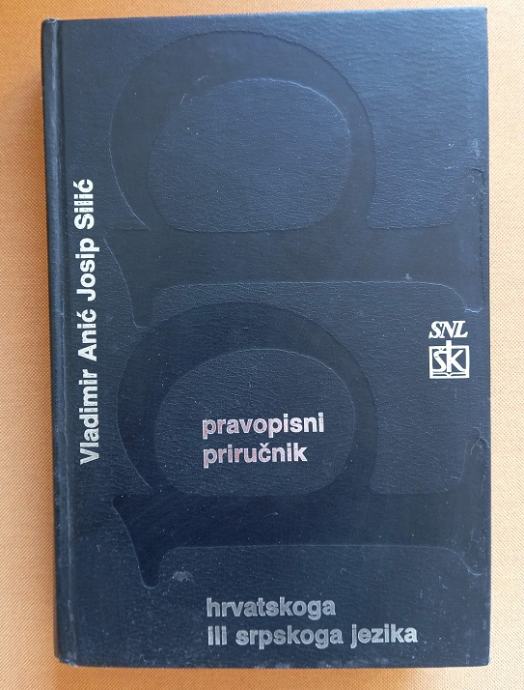 Vladimir Anić Josip Silić
SNL
ŠK
pravopisni
priručnik
hrvatskoga
ili srpskoga jezika